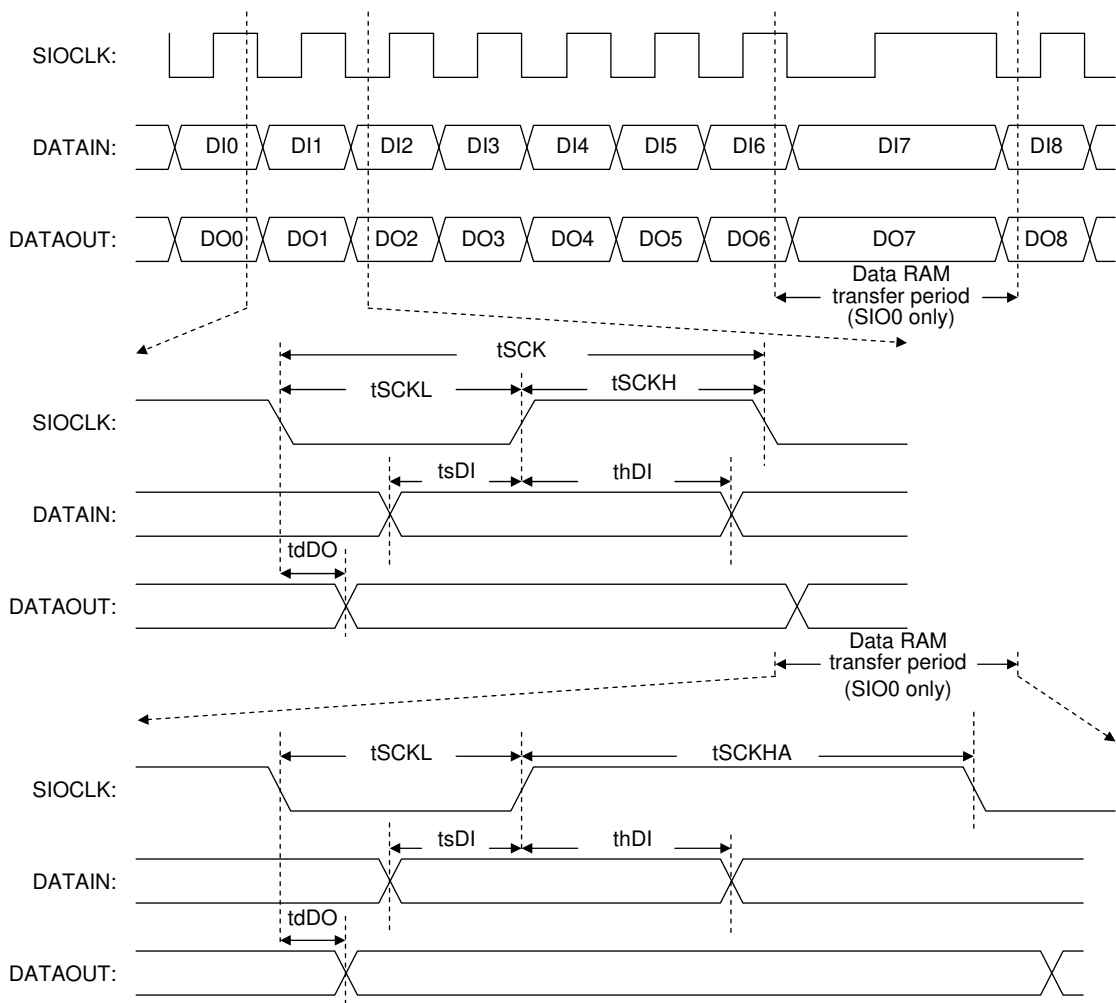 SIOCLK:
DATAIN: DI0 DI1 DI2 DI3 DI4 DI5 DI6 DI7 DI8
DATAOUT: DO0 DO1 DO2 DO3 DO4 DO5 DO6 DO7 DO8
Data RAM
transfer period
(SIO0 only)
tSCK
tSCKL tSCKH
SIOCLK:
tsDI thDI
DATAIN:
tdDO
DATAOUT:
Data RAM
transfer period
(SIO0 only)
tSCKL tSCKHA
SIOCLK:
tsDI thDI
DATAIN:
tdDO
DATAOUT: